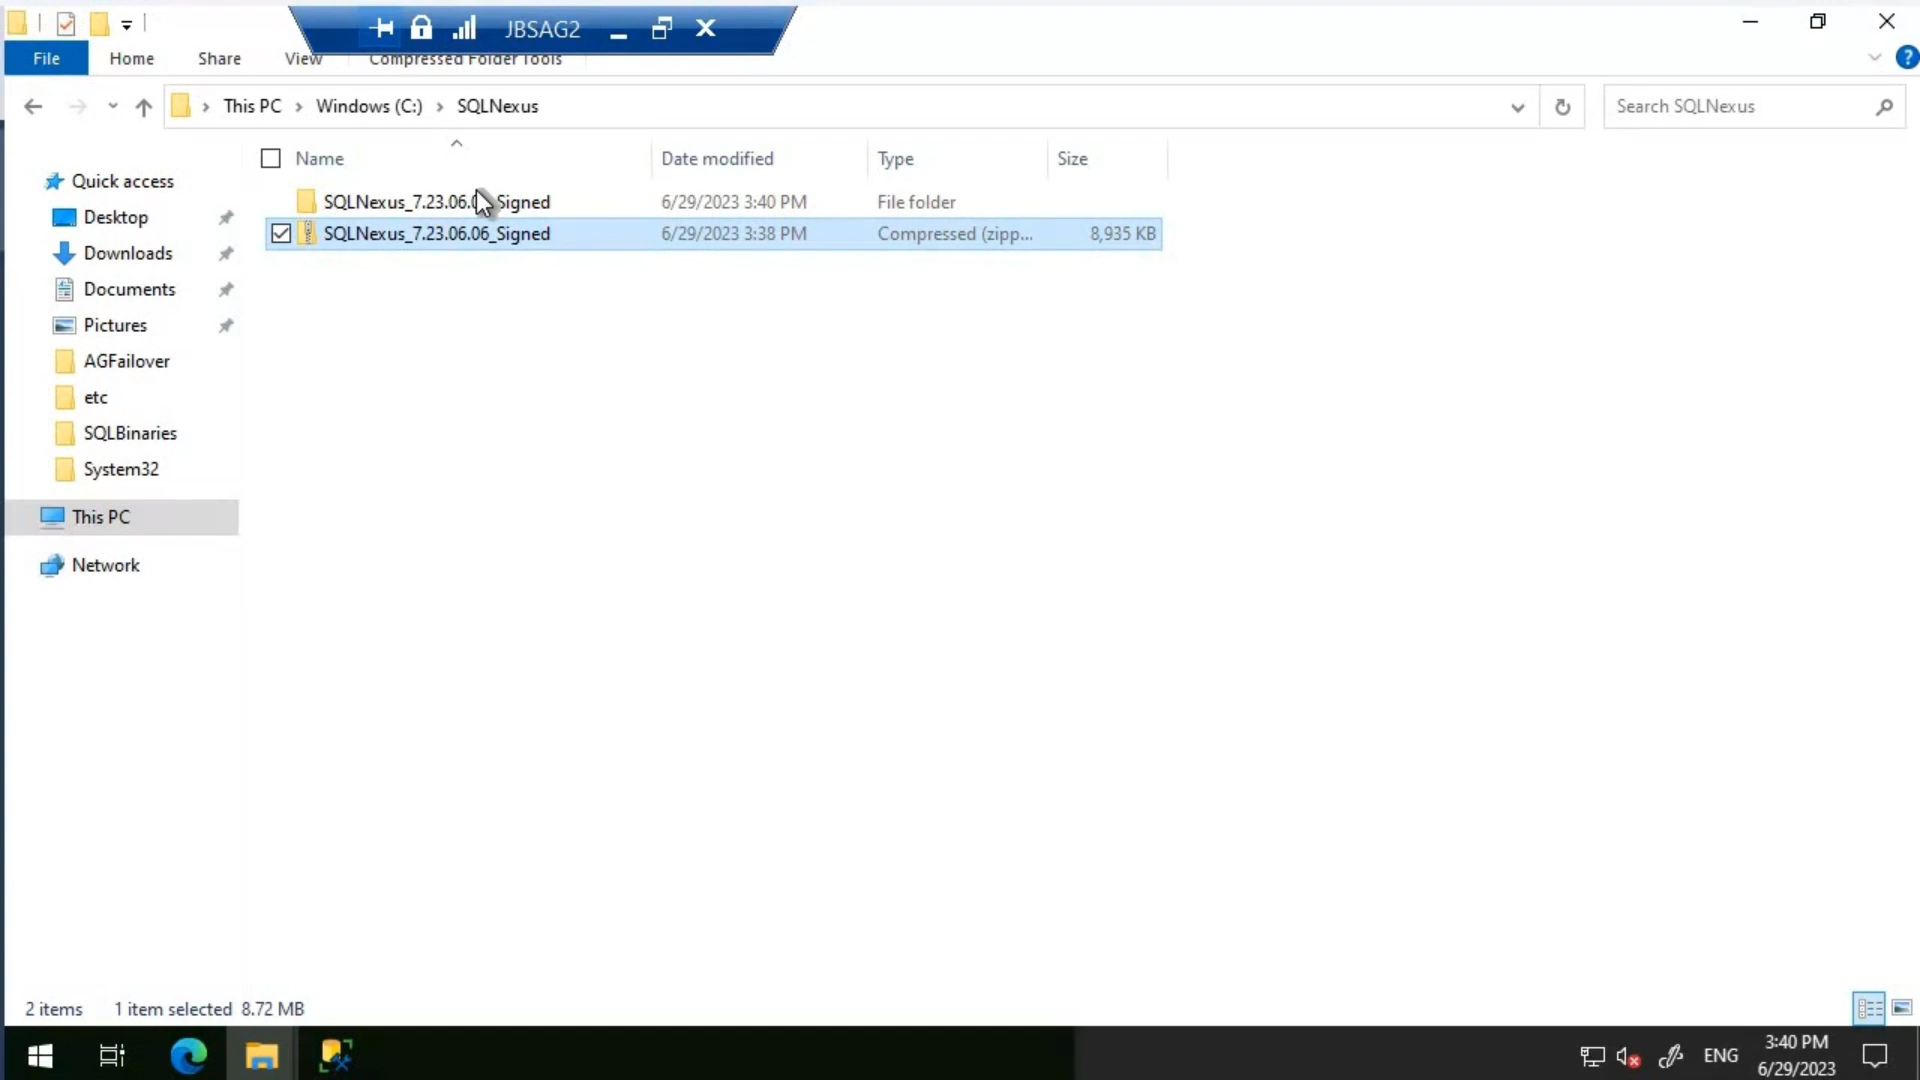 JBSAG2
File Home Share View Compressed Folder Tools
This PC Windows (C:) SQLNexus
Search SQLNexus
Name Date modified Type Size
SQLNexus_7.23.06.0 Signed 6/29/2023 3:40 PM File folder
SQLNexus_7.23.06.06_Signed 6/29/2023 3:38 PM Compressed (zipp... 8,935 KB
Quick access
Desktop
Downloads
Documents
Pictures
AGFailover
etc
SQLBinaries
System32
This PC
Network
2 items 1 item selected 8.72 MB
ENG
3:40 PM
6/29/2023